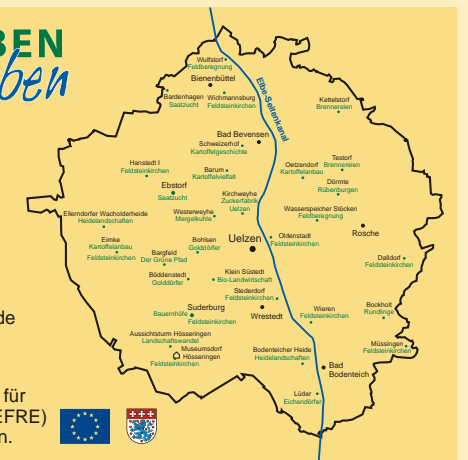 BEN
ben
Wulfstorf
Feldberegnung
Bienenbüttel
Bardenhagen
Saatzucht
Wichmannsburg
Feldsteinkirchen
Elbe-Seitenkanal
Kettelstorf
Brennereien
Bad Bevensen
Schweizerhof
Kartoffelgeschichte
Hanstedt I
Feldsteinkirchen
Barum
Kartoffelvielfalt
Oetzendorf
Kartoffelanbau
Testorf
Brennereien
Ebstorf
Saatzucht
Kirchweyhe
Zuckerfabrik
Uelzen
Dörmte
Rübenburgen
Ellerndorfer Wacholderheide
Heidelandschaften
Westerweyhe
Mergelkuhle
Wasserspeicher Stöcken
Feldberegnung
Rosche
Eimke
Kartoffelanbau
Feldsteinkirchen
Bohlsen
Golddörfer
Uelzen
Oldenstadt
Feldsteinkirchen
Bargfeld
Der Grüne Pfad
Dalldorf
Feldsteinkirchen
Böddenstedt
Golddörfer
Klein Süstedt
Bio-Landwirtschaft
Stederdorf
Feldsteinkirchen
Suderburg
Bauernhöfe
Feldsteinkirchen
Wrestedt
Wieren
Feldsteinkirchen
Bockholt
Rundlinge
de
Aussichtsturm Hösseringen
Landschaftswandel
Museumsdorf
Hösseringen
Feldsteinkirchen
Bodenteicher Heide
Heidelandschaften
Müssingen
Feldsteinkirchen
Bad
Bodenteich
für
EFRE)
n.
Lüder
Eichendörfer